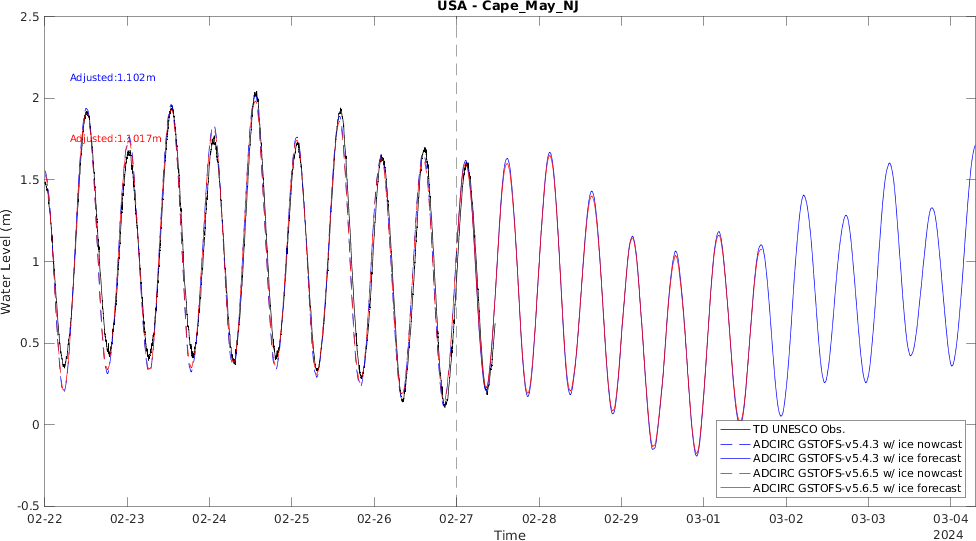 USA - Cape_May_NJ
2.5
2
1.5
1
0.5
0
-0.5
Water Level (m)
Adjusted:1.102m
Adjusted:1.1017m
TD UNESCO Obs.
ADCIRC GSTOFS-v5.4.3 w/ ice nowcast
ADCIRC GSTOFS-v5.4.3 w/ ice forecast
ADCIRC GSTOFS-v5.6.5 w/ ice nowcast
ADCIRC GSTOFS-v5.6.5 w/ ice forecast
02-22 02-23 02-24 02-25 02-26 02-27 02-28 02-29 03-01 03-02 03-03 03-04
Time
2024